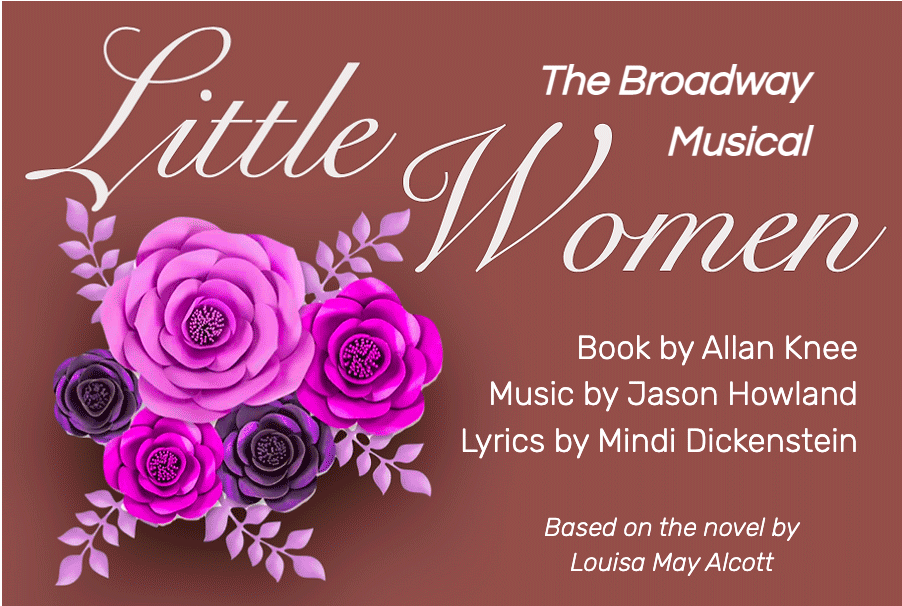 Little
Women
The Broadway
Musical
Book by Allan Knee
Music by Jason Howland
Lyrics by Mindi Dickenstein
Based on the novel by
Louisa May Alcott